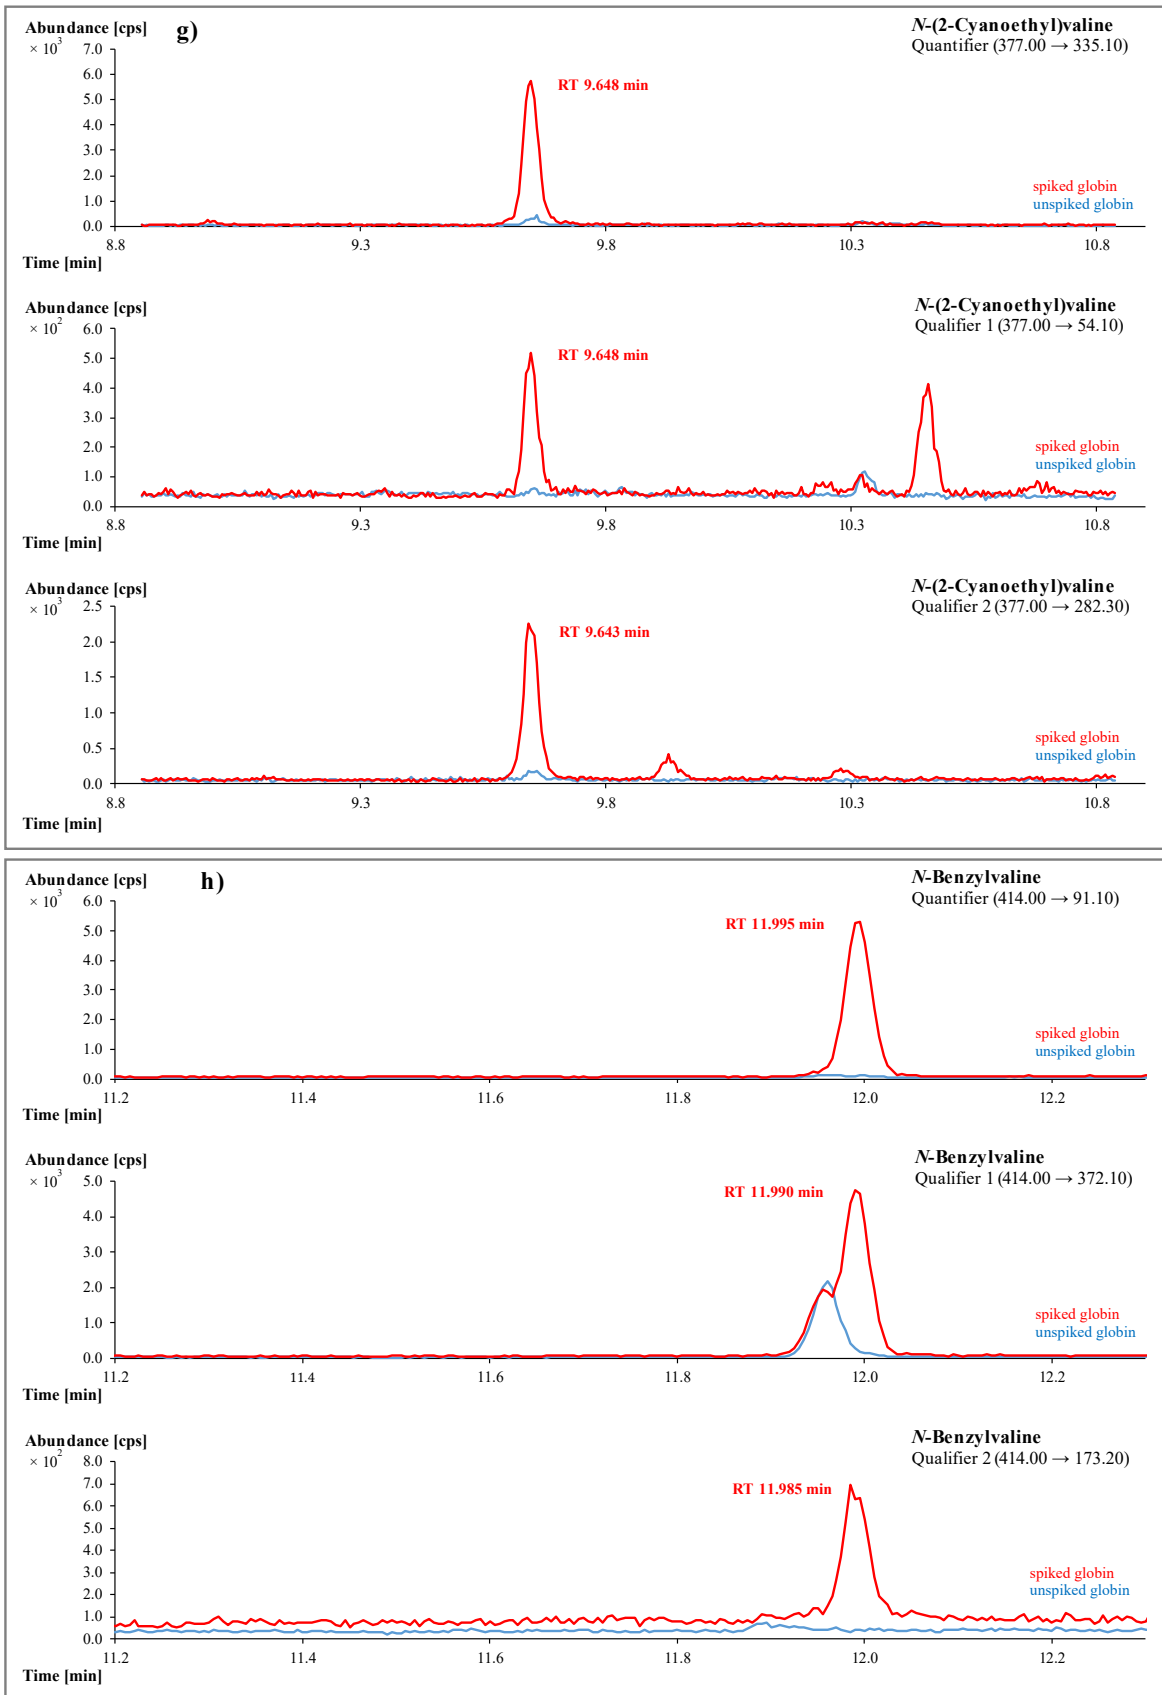 Abundance [cps]
g)
N-(2-Cyanoethyl)valine
× 10³
Quantifier (377.00 → 335.10)
7.0
6.0
RT 9.648 min
5.0
4.0
3.0
2.0
spiked globin
1.0
unspiked globin
0.0
8.8 9.3 9.8 10.3 10.8
Time [min]
Abundance [cps]
N-(2-Cyanoethyl)valine
× 10²
Qualifier 1 (377.00 → 54.10)
6.0
5.0
RT 9.648 min
4.0
3.0
2.0
spiked globin
unspiked globin
1.0
0.0
8.8 9.3 9.8 10.3 10.8
Time [min]
Abundance [cps]
N-(2-Cyanoethyl)valine
× 10³
Qualifier 2 (377.00 → 282.30)
2.5
RT 9.643 min
2.0
1.5
1.0
spiked globin
unspiked globin
0.5
0.0
8.8 9.3 9.8 10.3 10.8
Time [min]
Abundance [cps]
h)
N-Benzylvaline
× 10³
Quantifier (414.00 → 91.10)
6.0
RT 11.995 min
5.0
4.0
3.0
2.0
spiked globin
unspiked globin
1.0
0.0
11.2 11.4 11.6 11.8 12.0 12.2
Time [min]
Abundance [cps]
N-Benzylvaline
× 10³
Qualifier 1 (414.00 → 372.10)
5.0
RT 11.990 min
4.0
3.0
2.0
spiked globin
unspiked globin
1.0
0.0
11.2 11.4 11.6 11.8 12.0 12.2
Time [min]
Abundance [cps]
N-Benzylvaline
× 10²
Qualifier 2 (414.00 → 173.20)
8.0
RT 11.985 min
7.0
6.0
5.0
4.0
3.0
spiked globin
2.0
unspiked globin
1.0
0.0
11.2 11.4 11.6 11.8 12.0 12.2
Time [min]